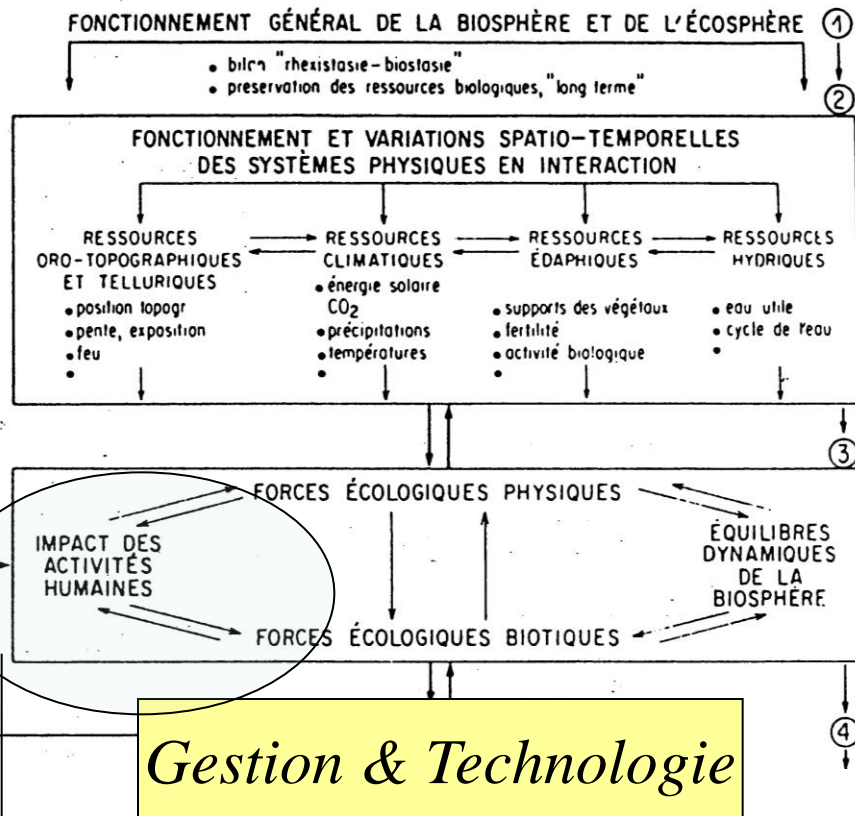 FONCTIONNEMENT GÉNÉRAL DE LA BIOSPHÈRE ET DE L'ÉCOSPHÈRE ①
• bilan "rhexistasie-biostasie"
• preservation des ressources biologiques, "long terme"
②
FONCTIONNEMENT ET VARIATIONS SPATIO-TEMPORELLES
DES SYSTÈMES PHYSIQUES EN INTERACTION
RESSOURCES
ORO-TOPOGRAPHIQUES
ET TELLURIQUES
• position topogr
• pente, exposition
• feu
•
RESSOURCES
CLIMATIQUES
• énergie solaire
CO₂
• précipitations
• températures
•
RESSOURCES
ÉDAPHIQUES
• supports des végétaux
• fertilité
• activité biologique
•
RESSOURCES
HYDRIQUES
• eau utile
• cycle de l'eau
•
③
FORCES ÉCOLOGIQUES PHYSIQUES
IMPACT DES
ACTIVITÉS
HUMAINES
ÉQUILIBRES
DYNAMIQUES
DE LA
BIOSPHÈRE
FORCES ÉCOLOGIQUES BIOTIQUES
④
Gestion & Technologie